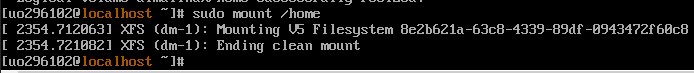 [uo296102@localhost ~]# sudo mount /home
[ 2354.712063] XFS (dm-1): Mounting V5 Filesystem 8e2b621a-63c8-4339-89df-0943472f60c8
[ 2354.721082] XFS (dm-1): Ending clean mount
[uo296102@localhost ~]#